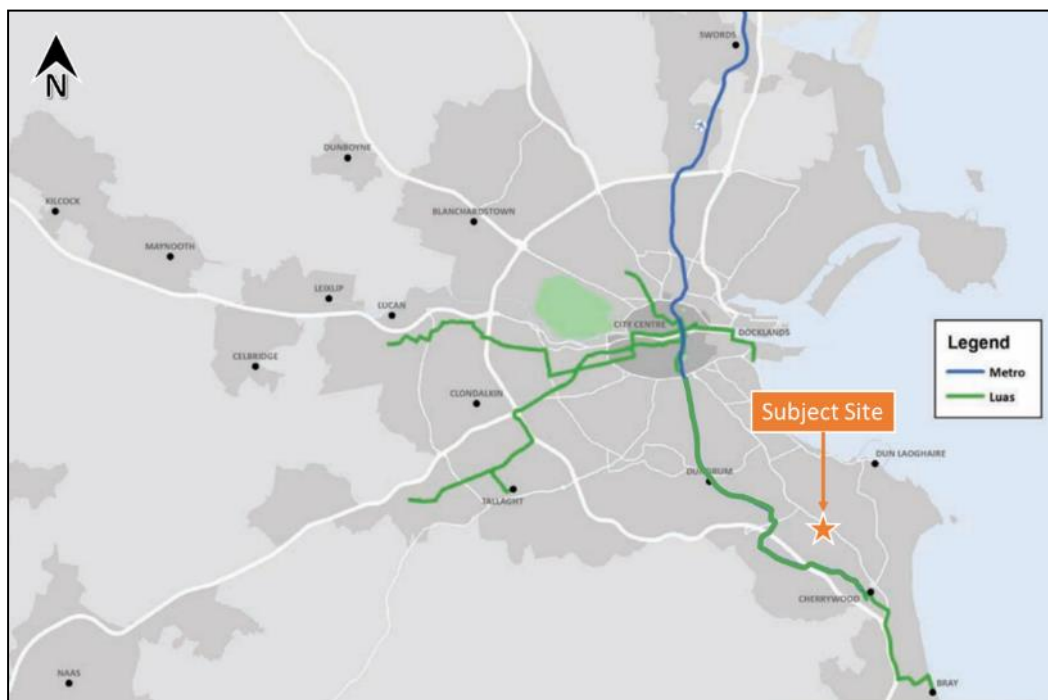 SWORDS
N
DUNBOYNE
KILCOCK
BLANCHARDSTOWN
MAYNOOTH
LEIXLIP
LUCAN
CITY CENTRE
DOCKLANDS
CELBRIDGE
Legend
Metro
Luas
CLONDALKIN
Subject Site
DUN LAOGHAIRE
DUNDRUM
TALLAGHT
CHERRYWOOD
NAAS
BRAY